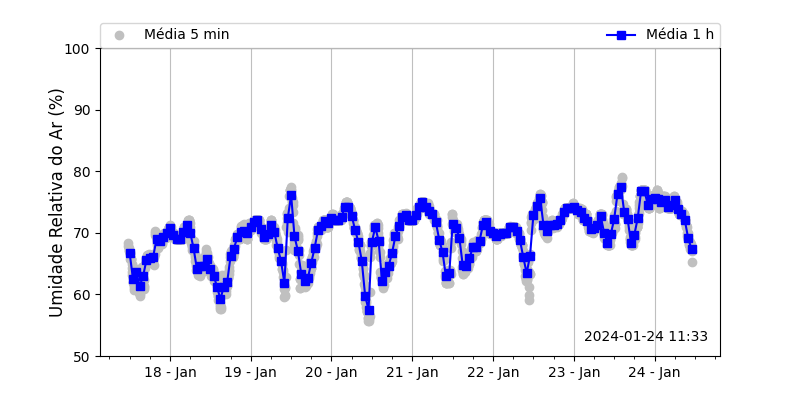 Média 5 min
Média 1 h
100
90
80
70
60
50
Umidade Relativa do Ar (%)
2024-01-24 11:33
18 - Jan
19 - Jan
20 - Jan
21 - Jan
22 - Jan
23 - Jan
24 - Jan